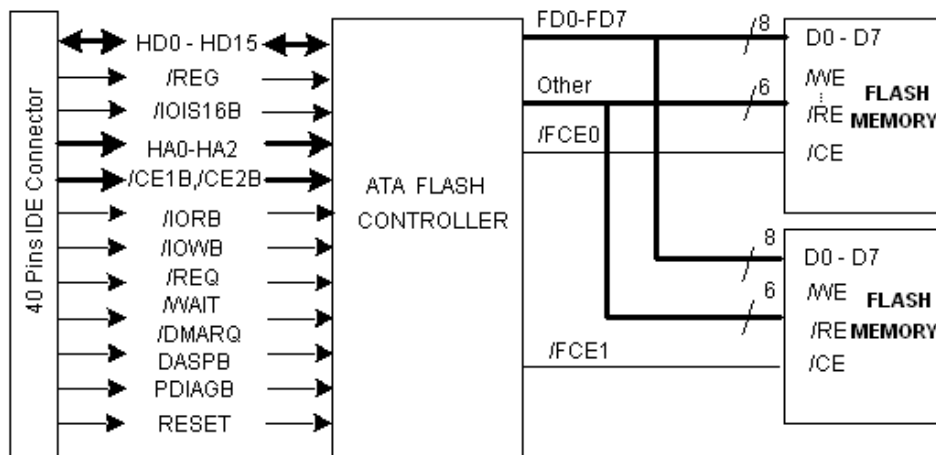 40 Pins IDE Connector
HD0 - HD15
/REG
/IOIS16B
HA0-HA2
/CE1B,/CE2B
/IORB
/IOWB
/REQ
/WAIT
/DMARQ
DASPB
PDIAGB
RESET
ATA FLASH
CONTROLLER
FD0-FD7
Other
/FCE0
/FCE1
8
6
D0 - D7
/WE
/RE
/CE
FLASH
MEMORY
8
6
D0 - D7
/WE
/RE
/CE
FLASH
MEMORY